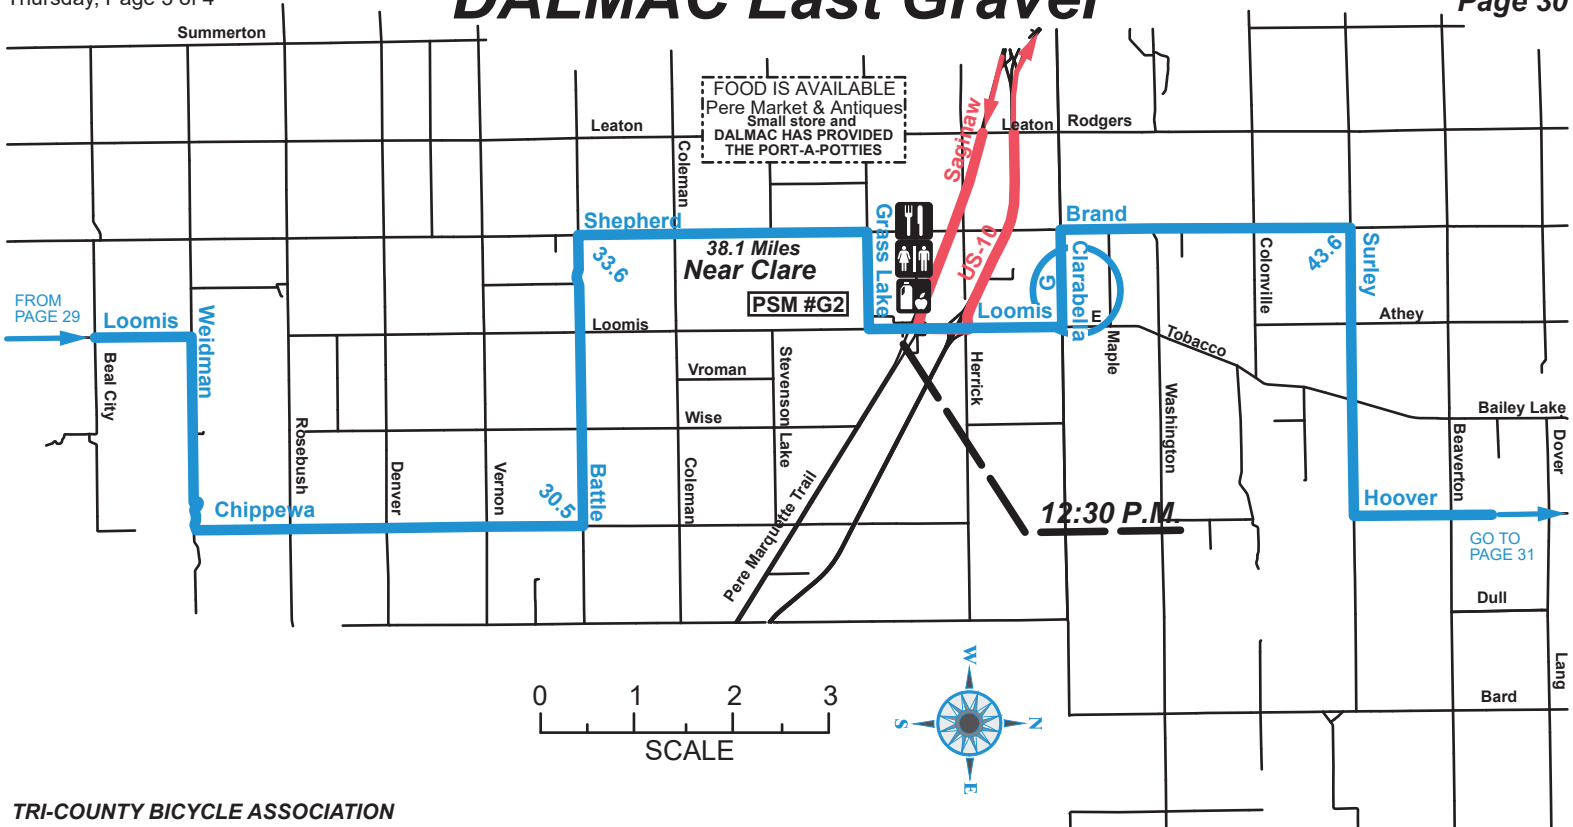 Thursday, Page 3 of 4
DALMAC East Gravel
Page 30
Summerton
FOOD IS AVAILABLE
Pere Market & Antiques
Small store and
DALMAC HAS PROVIDED
THE PORT-A-POTTIES
Leaton
Coleman
Saginaw
Leaton
Rodgers
Shepherd
33.6
38.1 Miles
Near Clare
PSM #G2
Grass Lake
US-10
Brand
G
Clarabella
Colonville
43.6
Surley
FROM
PAGE 29
Loomis
Weidman
Loomis
Loomis
E
Athey
Beal City
Vroman
Stevenson Lake
Herrick
Maple
Tobacco
Wise
Washington
Bailey Lake
Rosebush
Denver
Vernon
Battle
Coleman
Beaverton
Dover
30.5
Chippewa
Pere Marquette Trail
12:30 P.M.
Hoover
GO TO
PAGE 31
Dull
Lang
Bard
W
S
N
E
0 1 2 3
SCALE
TRI-COUNTY BICYCLE ASSOCIATION